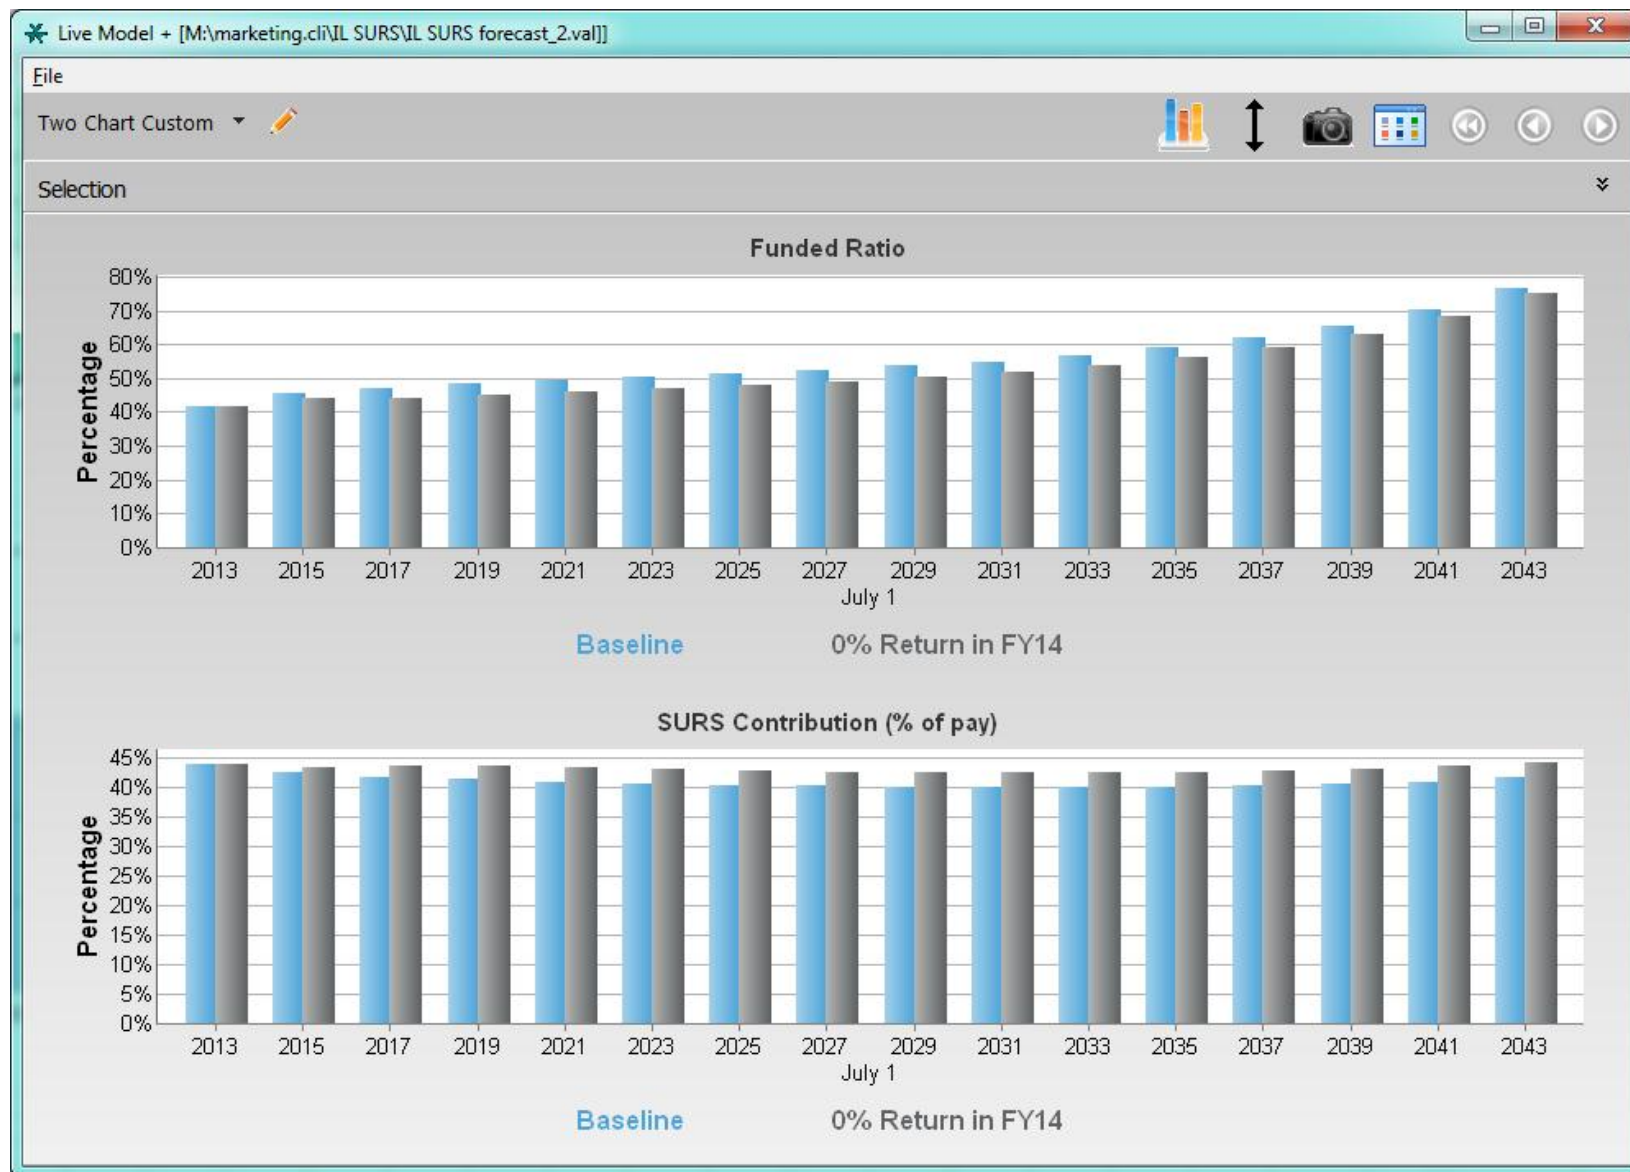 Live Model + [M:\marketing.cli\IL SURS\IL SURS forecast_2.val]]
File
Two Chart Custom
Selection
Funded Ratio
80%
70%
60%
50%
40%
30%
20%
10%
0%
Percentage
2013 2015 2017 2019 2021 2023 2025 2027 2029 2031 2033 2035 2037 2039 2041 2043
July 1
Baseline 0% Return in FY14
SURS Contribution (% of pay)
45%
40%
35%
30%
25%
20%
15%
10%
5%
0%
Percentage
2013 2015 2017 2019 2021 2023 2025 2027 2029 2031 2033 2035 2037 2039 2041 2043
July 1
Baseline 0% Return in FY14